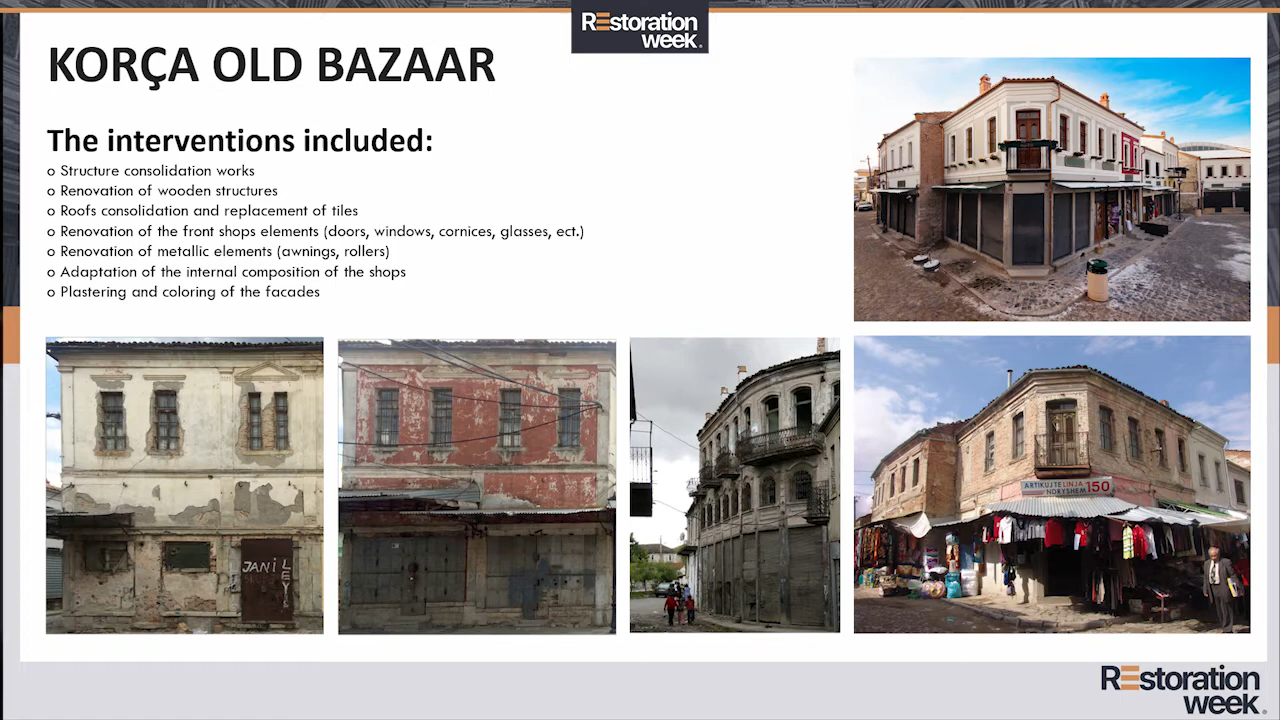 REstoration
week.
KORÇA OLD BAZAAR
The interventions included:
o Structure consolidation works
o Renovation of wooden structures
o Roofs consolidation and replacement of tiles
o Renovation of the front shops elements (doors, windows, cornices, glasses, ect.)
o Renovation of metallic elements (awnings, rollers)
o Adaptation of the internal composition of the shops
o Plastering and coloring of the facades
JANiL
EYS
ARTIKUJTE LINJA
NORYSHEM 150
REstoration
week.